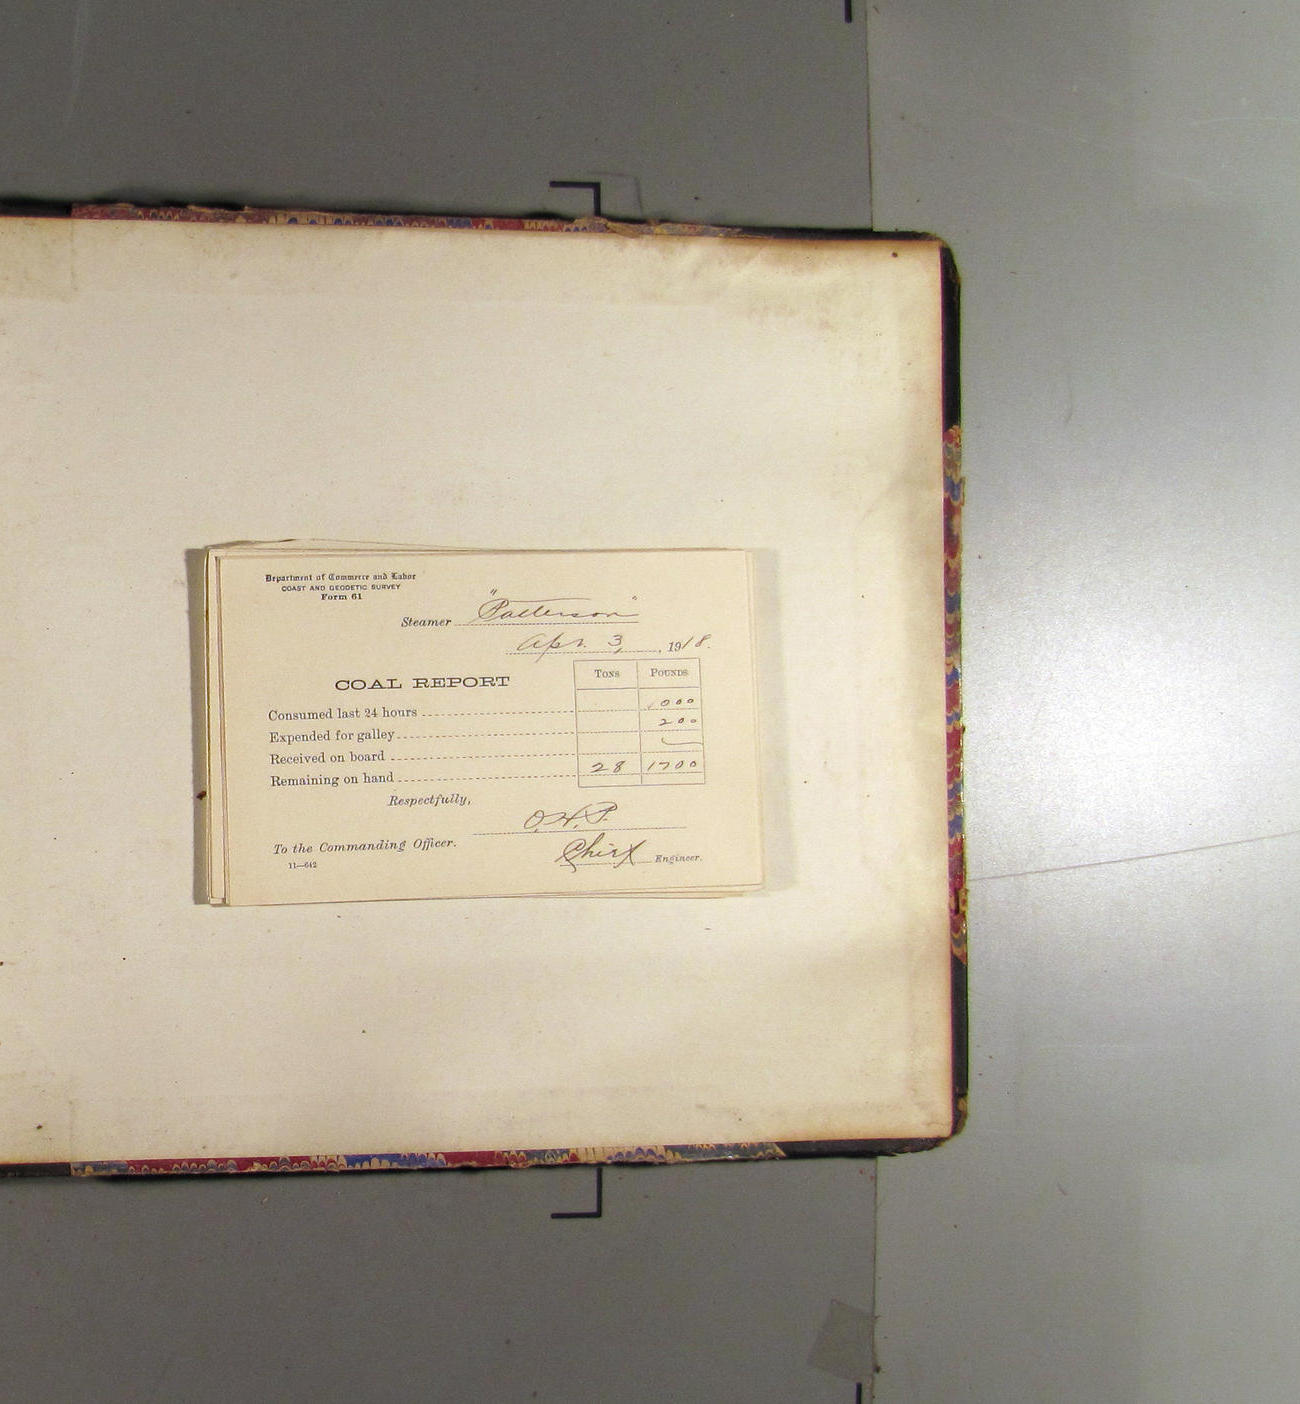 Department of Commerce and Labor
COAST AND GEODETIC SURVEY
Form 61
Steamer "Patterson"
Apr. 3, 1918.
COAL REPORT
Tons Pounds
Consumed last 24 hours 1000
Expended for galley 200
Received on board
Remaining on hand 28 1700
Respectfully,
O.H.P.
To the Commanding Officer.
Chief Engineer.
11—642